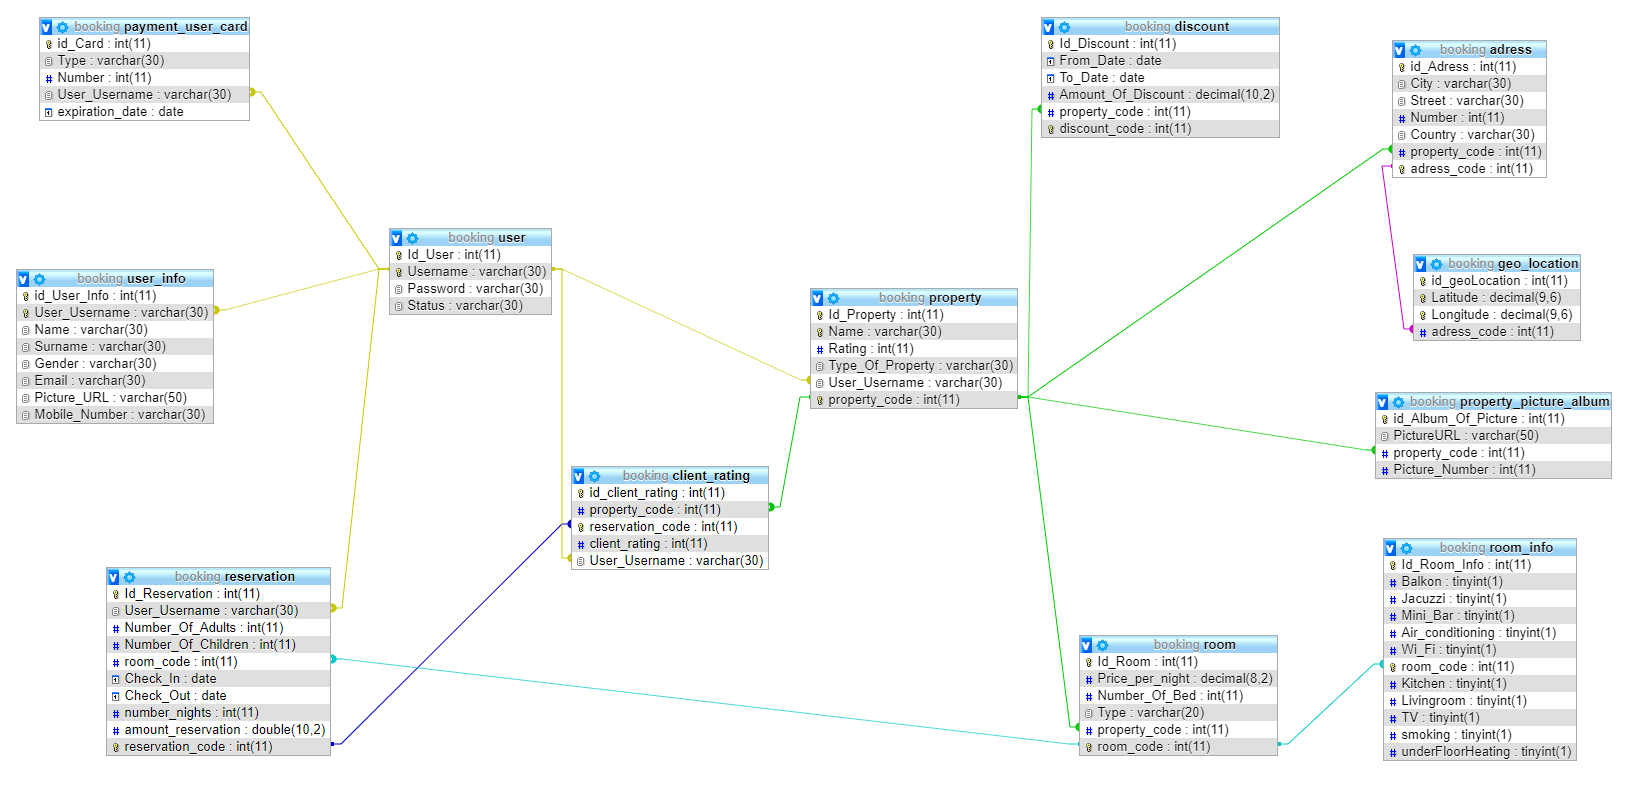 booking payment_user_card
id_Card : int(11)
Type : varchar(30)
Number : int(11)
User_Username : varchar(30)
expiration_date : date
booking user_info
id_User_Info : int(11)
User_Username : varchar(30)
Name : varchar(30)
Surname : varchar(30)
Gender : varchar(30)
Email : varchar(30)
Picture_URL : varchar(50)
Mobile_Number : varchar(30)
booking user
Id_User : int(11)
Username : varchar(30)
Password : varchar(30)
Status : varchar(30)
booking reservation
Id_Reservation : int(11)
User_Username : varchar(30)
Number_Of_Adults : int(11)
Number_Of_Children : int(11)
room_code : int(11)
Check_In : date
Check_Out : date
number_nights : int(11)
amount_reservation : double(10,2)
reservation_code : int(11)
booking client_rating
id_client_rating : int(11)
property_code : int(11)
reservation_code : int(11)
client_rating : int(11)
User_Username : varchar(30)
booking property
Id_Property : int(11)
Name : varchar(30)
Rating : int(11)
Type_Of_Property : varchar(30)
User_Username : varchar(30)
property_code : int(11)
booking discount
Id_Discount : int(11)
From_Date : date
To_Date : date
Amount_Of_Discount : decimal(10,2)
property_code : int(11)
discount_code : int(11)
booking adress
id_Adress : int(11)
City : varchar(30)
Street : varchar(30)
Number : int(11)
Country : varchar(30)
property_code : int(11)
adress_code : int(11)
booking geo_location
id_geoLocation : int(11)
Latitude : decimal(9,6)
Longitude : decimal(9,6)
adress_code : int(11)
booking property_picture_album
id_Album_Of_Picture : int(11)
PictureURL : varchar(50)
property_code : int(11)
Picture_Number : int(11)
booking room
Id_Room : int(11)
Price_per_night : decimal(8,2)
Number_Of_Bed : int(11)
Type : varchar(20)
property_code : int(11)
room_code : int(11)
booking room_info
Id_Room_Info : int(11)
Balkon : tinyint(1)
Jacuzzi : tinyint(1)
Mini_Bar : tinyint(1)
Air_conditioning : tinyint(1)
Wi_Fi : tinyint(1)
room_code : int(11)
Kitchen : tinyint(1)
Livingroom : tinyint(1)
TV : tinyint(1)
smoking : tinyint(1)
underFloorHeating : tinyint(1)